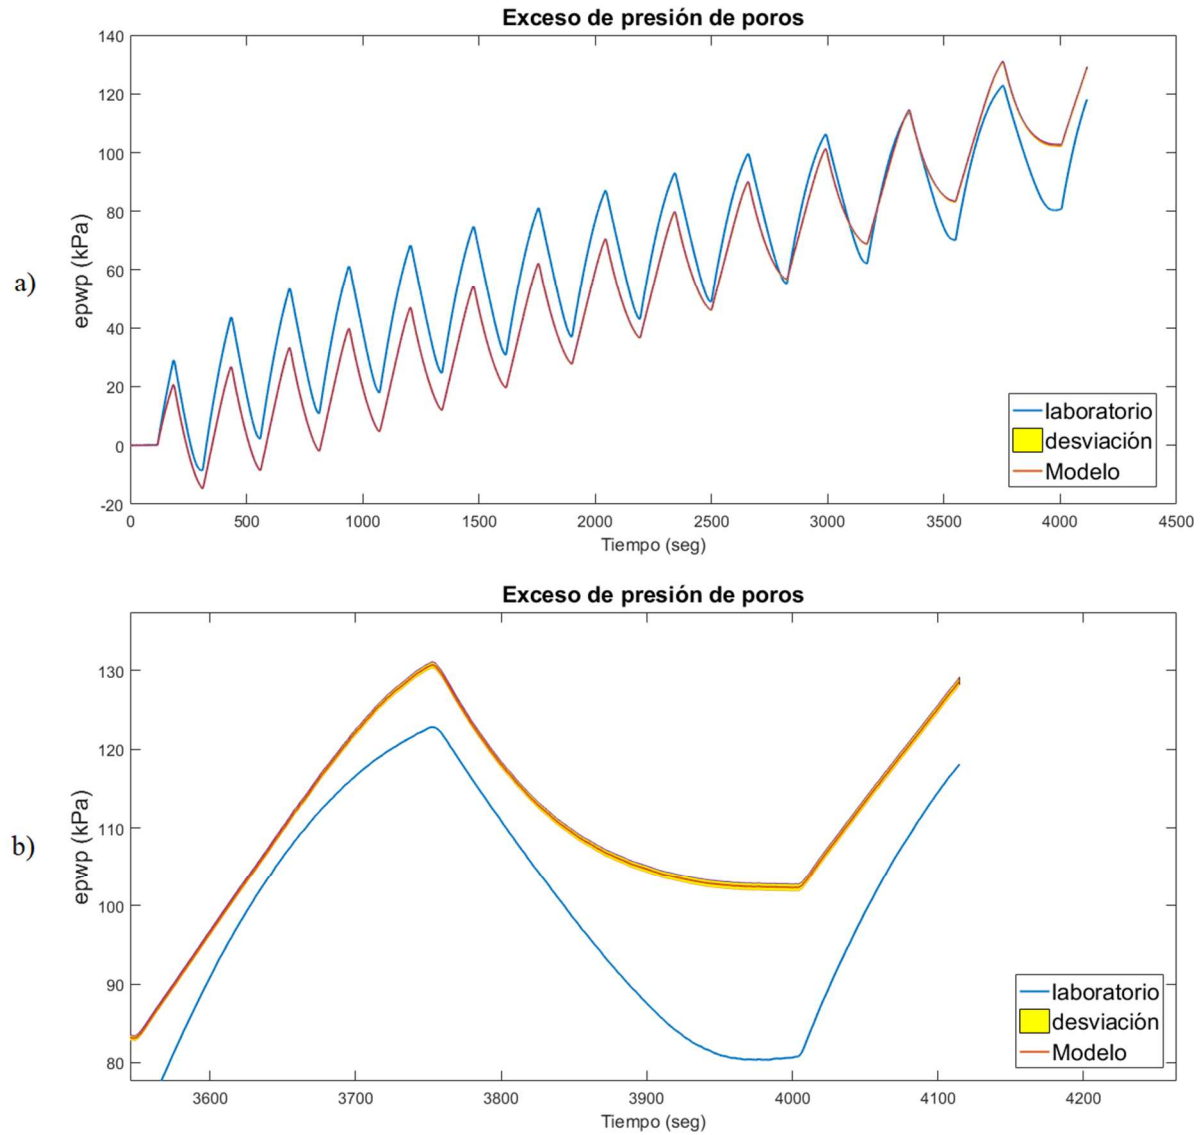 Exceso de presión de poros
140
120
100
80
60
40
20
0
-20
epwp (kPa)
a)
laboratorio
desviación
Modelo
0 500 1000 1500 2000 2500 3000 3500 4000 4500
Tiempo (seg)
Exceso de presión de poros
130
120
110
100
90
80
epwp (kPa)
b)
laboratorio
desviación
Modelo
3600 3700 3800 3900 4000 4100 4200
Tiempo (seg)